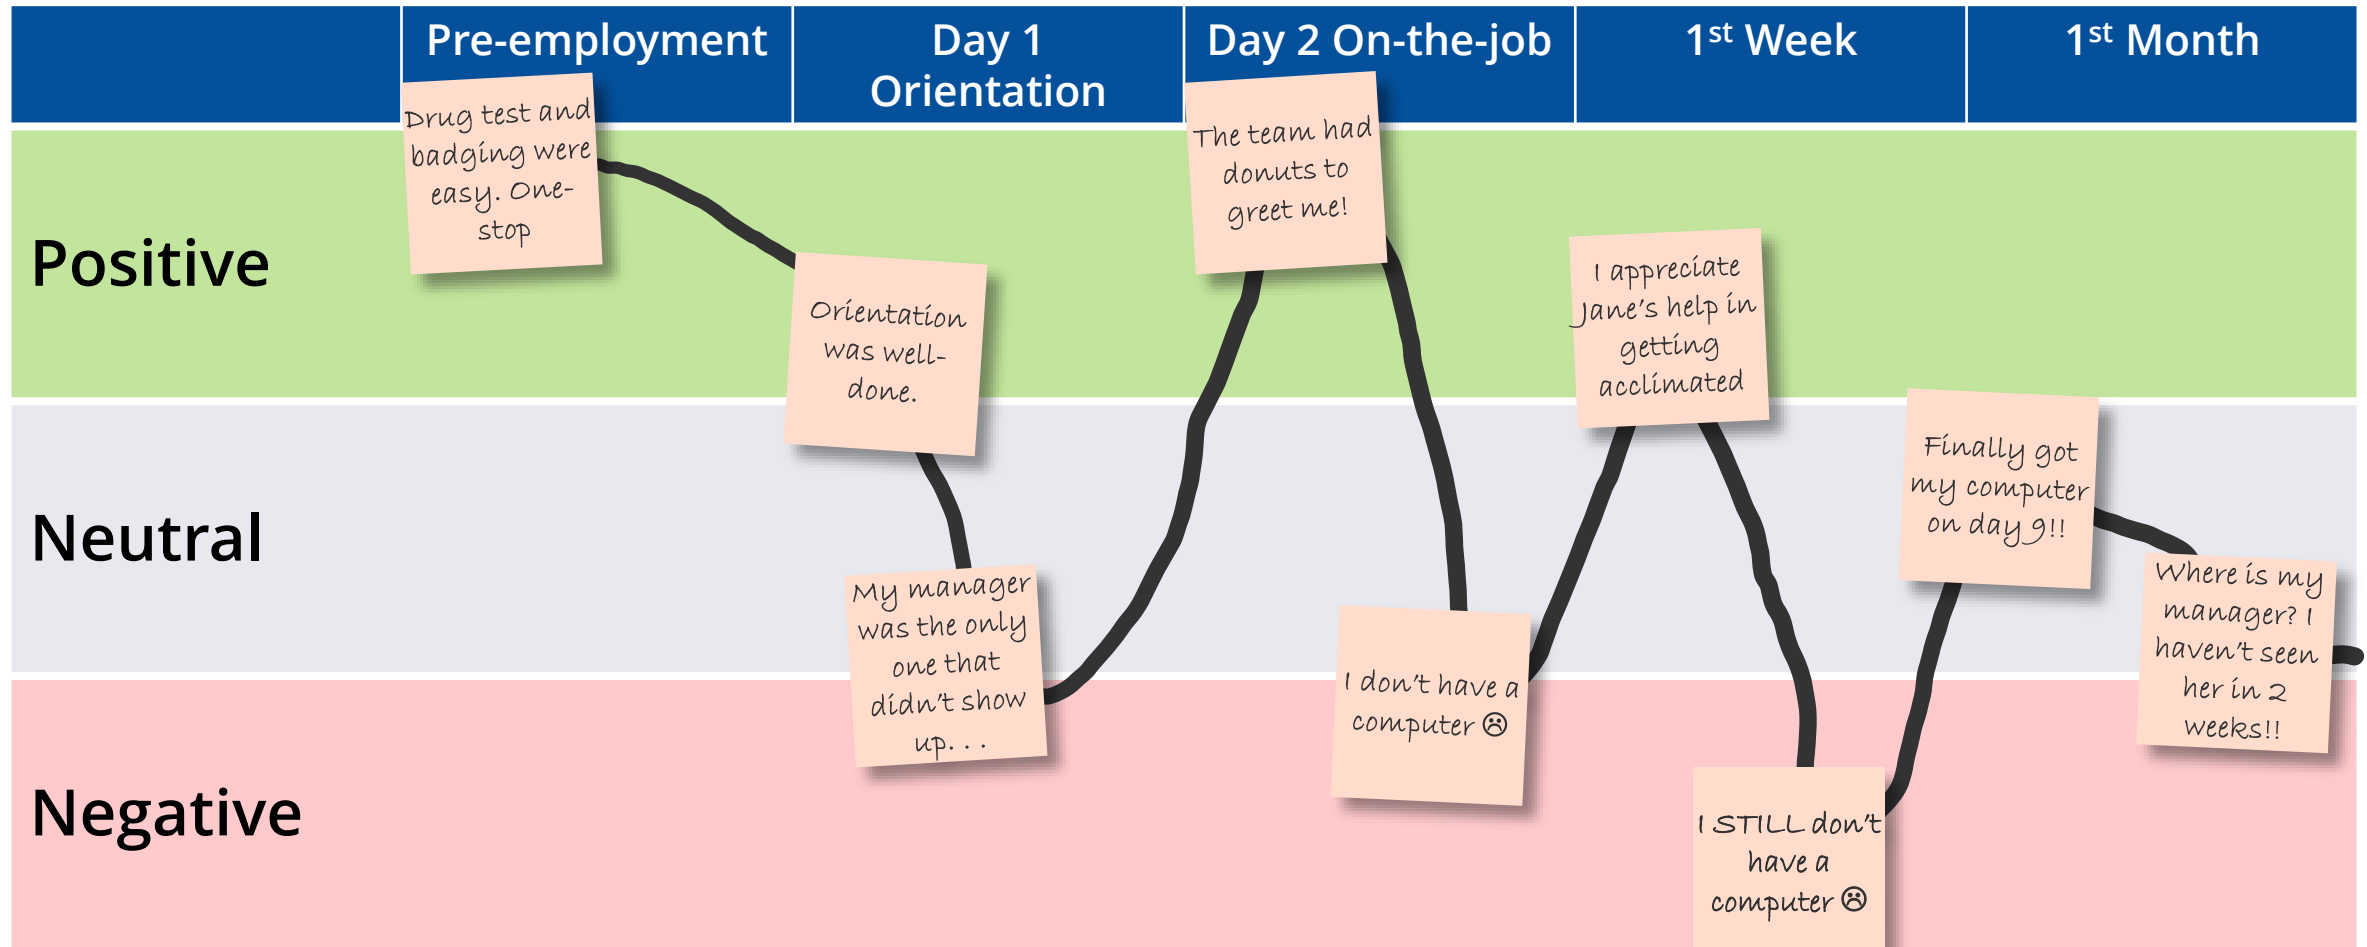 Pre-employment
Day 1
Orientation
Day 2 On-the-job
1st Week
1st Month
Positive
Neutral
Negative
Drug test and
badging were
easy. One-
stop
Orientation
was well-
done.
My manager
was the only
one that
didn't show
up. . .
The team had
donuts to
greet me!
I don't have a
computer ☹
I appreciate
Jane's help in
getting
acclimated
I STILL don't
have a
computer ☹
Finally got
my computer
on day 9!!
Where is my
manager? I
haven't seen
her in 2
weeks!!